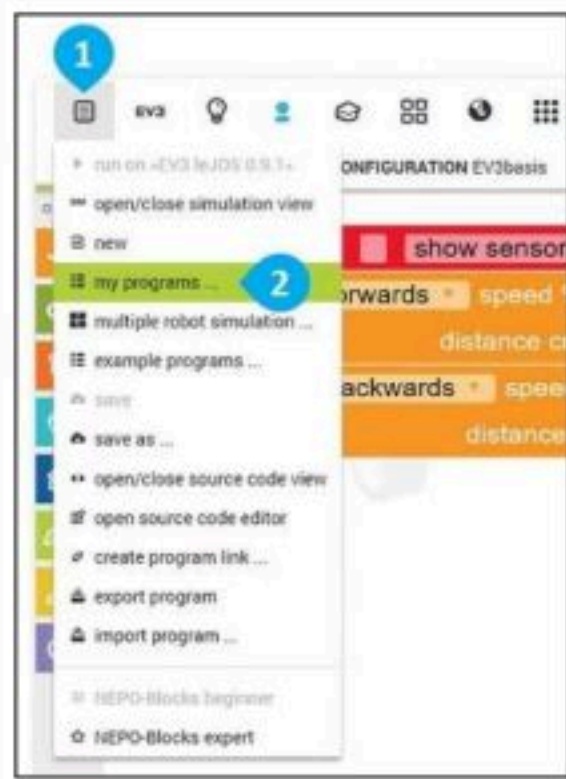 1
EV3
▸ run on «EV3 leJOS 0.9.1»
CONFIGURATION EV3basis
open/close simulation view
new
show sensor
my programs ...
2
orwards speed
multiple robot simulation ...
distance c
example programs ...
ackwards spee
save
save as ...
distance
open/close source code view
open source code editor
create program link ...
export program
import program ...
NEPO-Blocks beginner
NEPO-Blocks expert